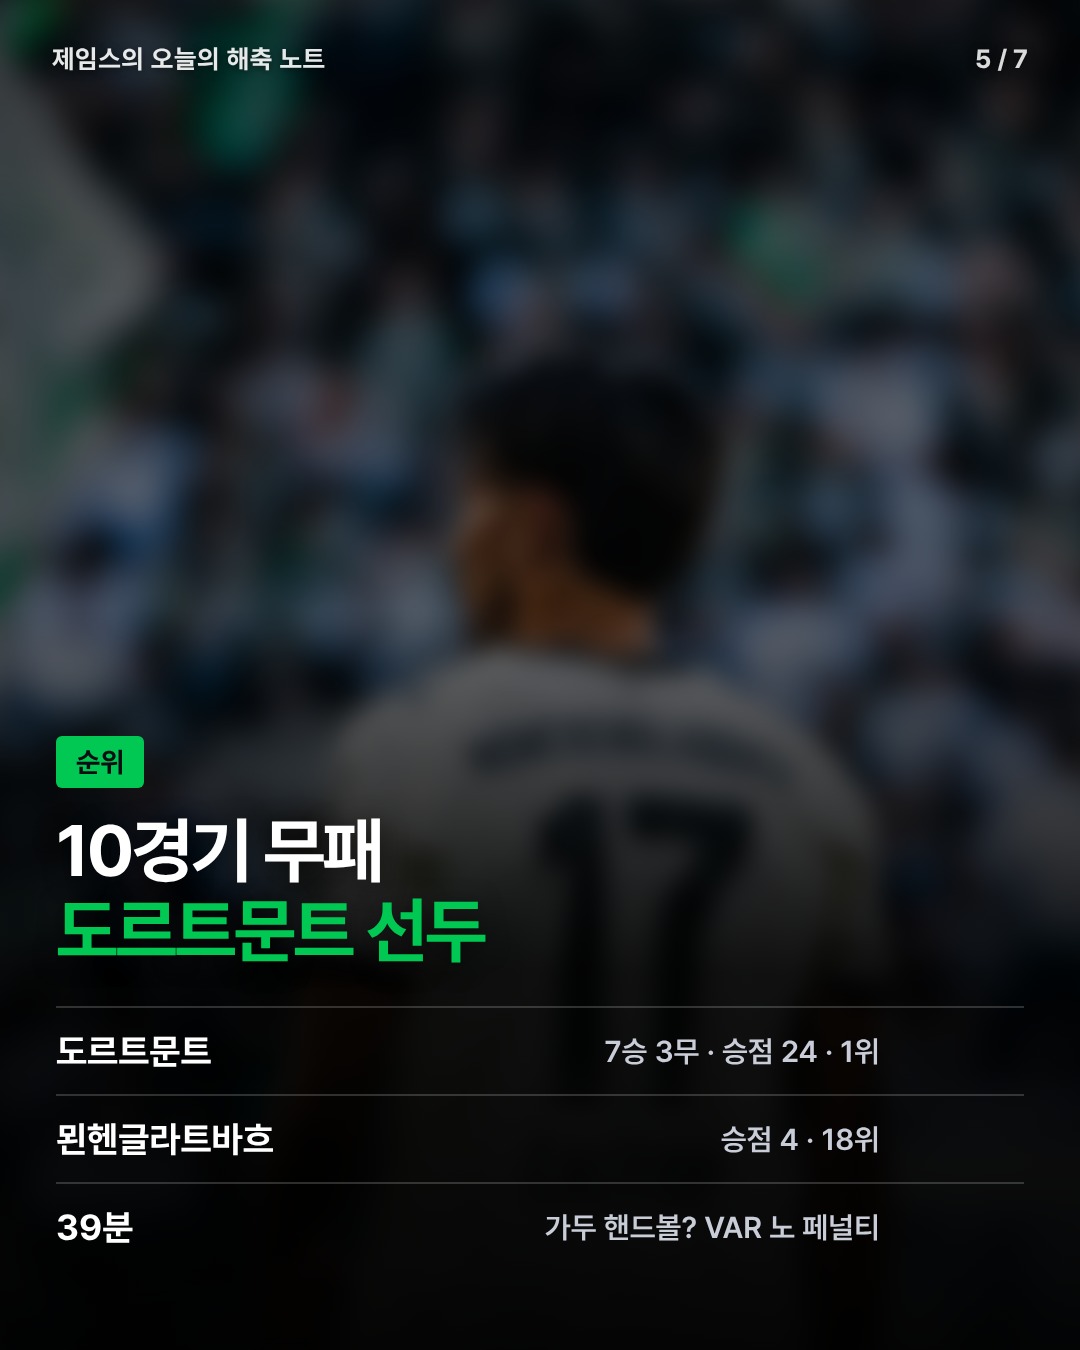 제임스의 오늘의 해축 노트
5 / 7
순위
10경기 무패
도르트문트 선두
도르트문트
7승 3무 · 승점 24 · 1위
묀헨글라트바흐
승점 4 · 18위
39분
가두 핸드볼? VAR 노 페널티
17